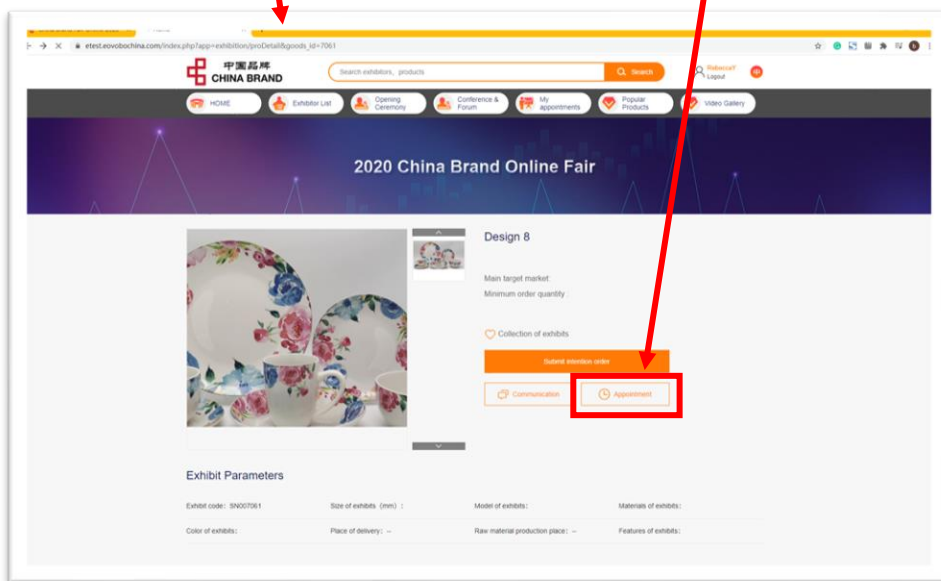 etest.eovobochina.com/index.php?app=exhibition/proDetail&goods_id=7061
中國品牌
CHINA BRAND
Search exhibitors, products
Search
RebeccaY
Logout
HOME
Exhibitor List
Opening
Ceremony
Conference &
Forum
My
appointments
Popular
Products
Video Gallery
2020 China Brand Online Fair
Design 8
Main target market:
Minimum order quantity
Collection of exhibits
Submit intention order
Communication
Appointment
Exhibit Parameters
Exhibit code: SN007061
Size of exhibits (mm) :
Model of exhibits:
Materials of exhibits:
Color of exhibits:
Place of delivery: --
Raw material production place: --
Features of exhibits: